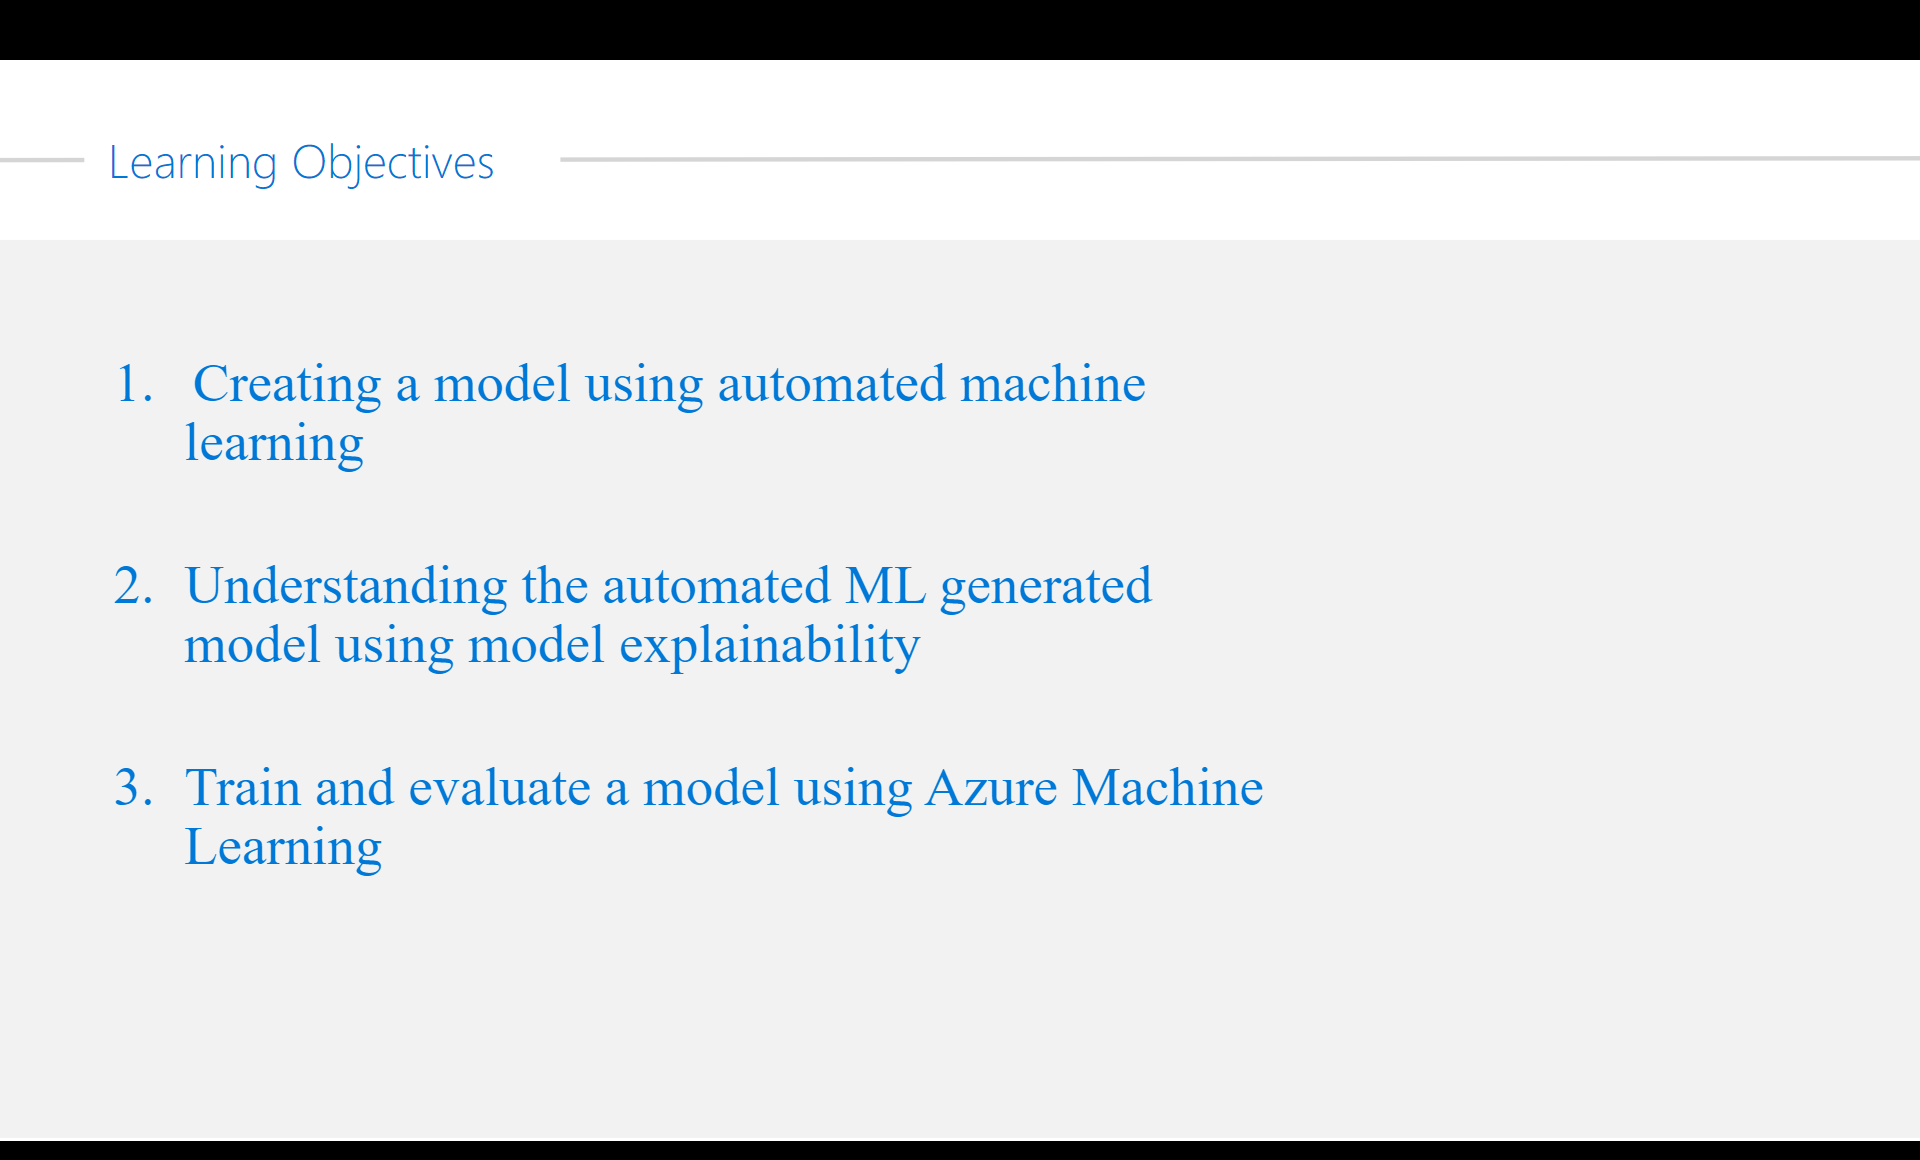 Learning Objectives
1. Creating a model using automated machine
learning
2. Understanding the automated ML generated
model using model explainability
3. Train and evaluate a model using Azure Machine
Learning